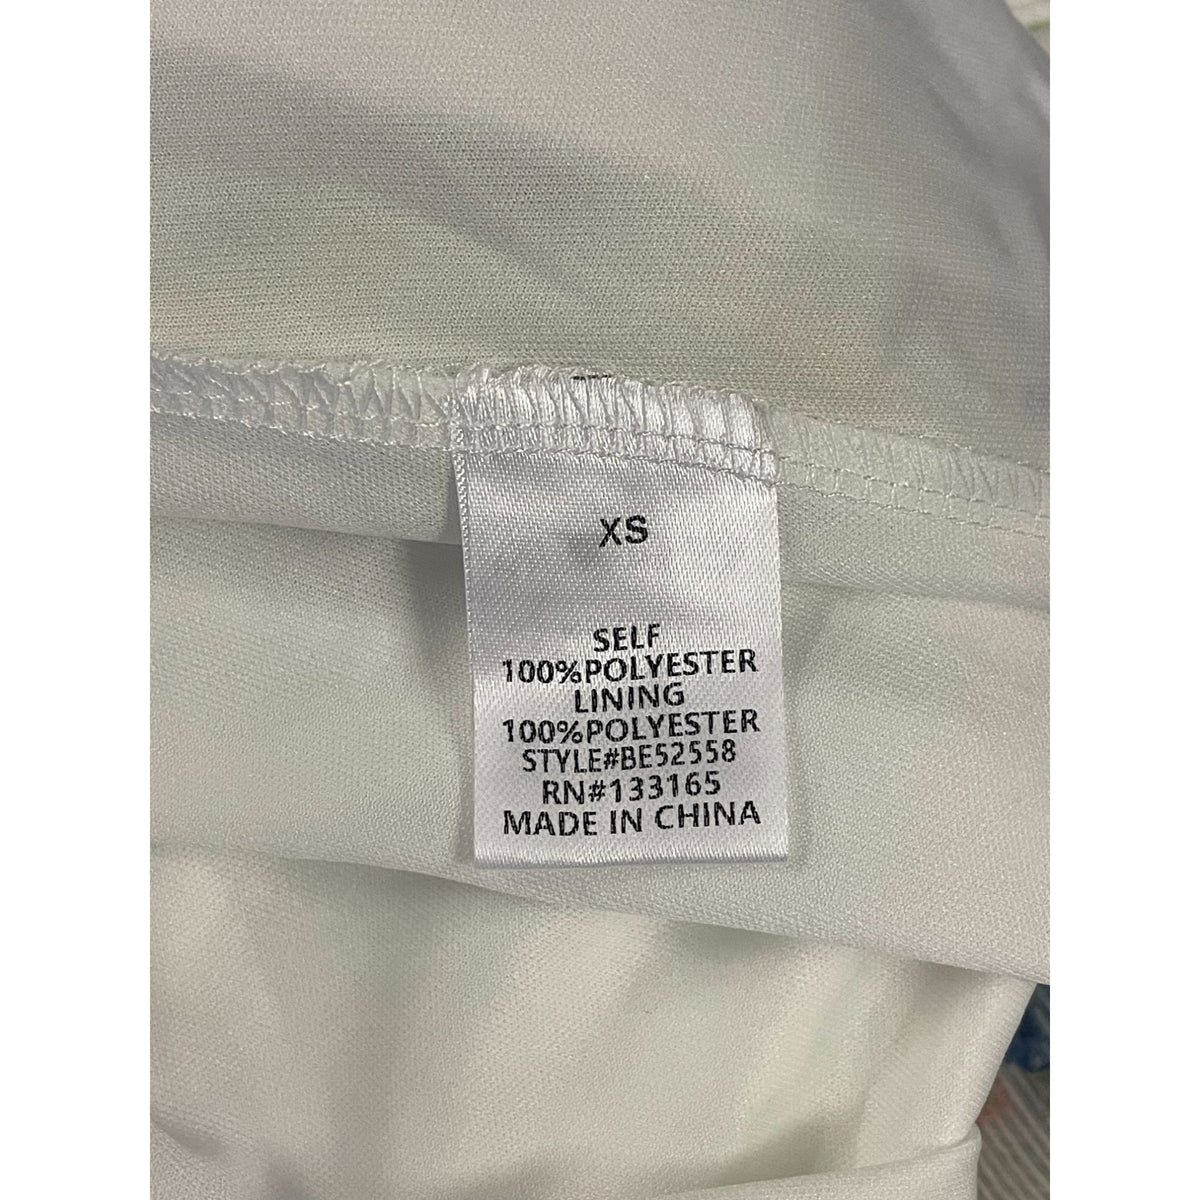 XS
SELF
100%POLYESTER
LINING
100%POLYESTER
STYLE#BE52558
RN#133165
MADE IN CHINA